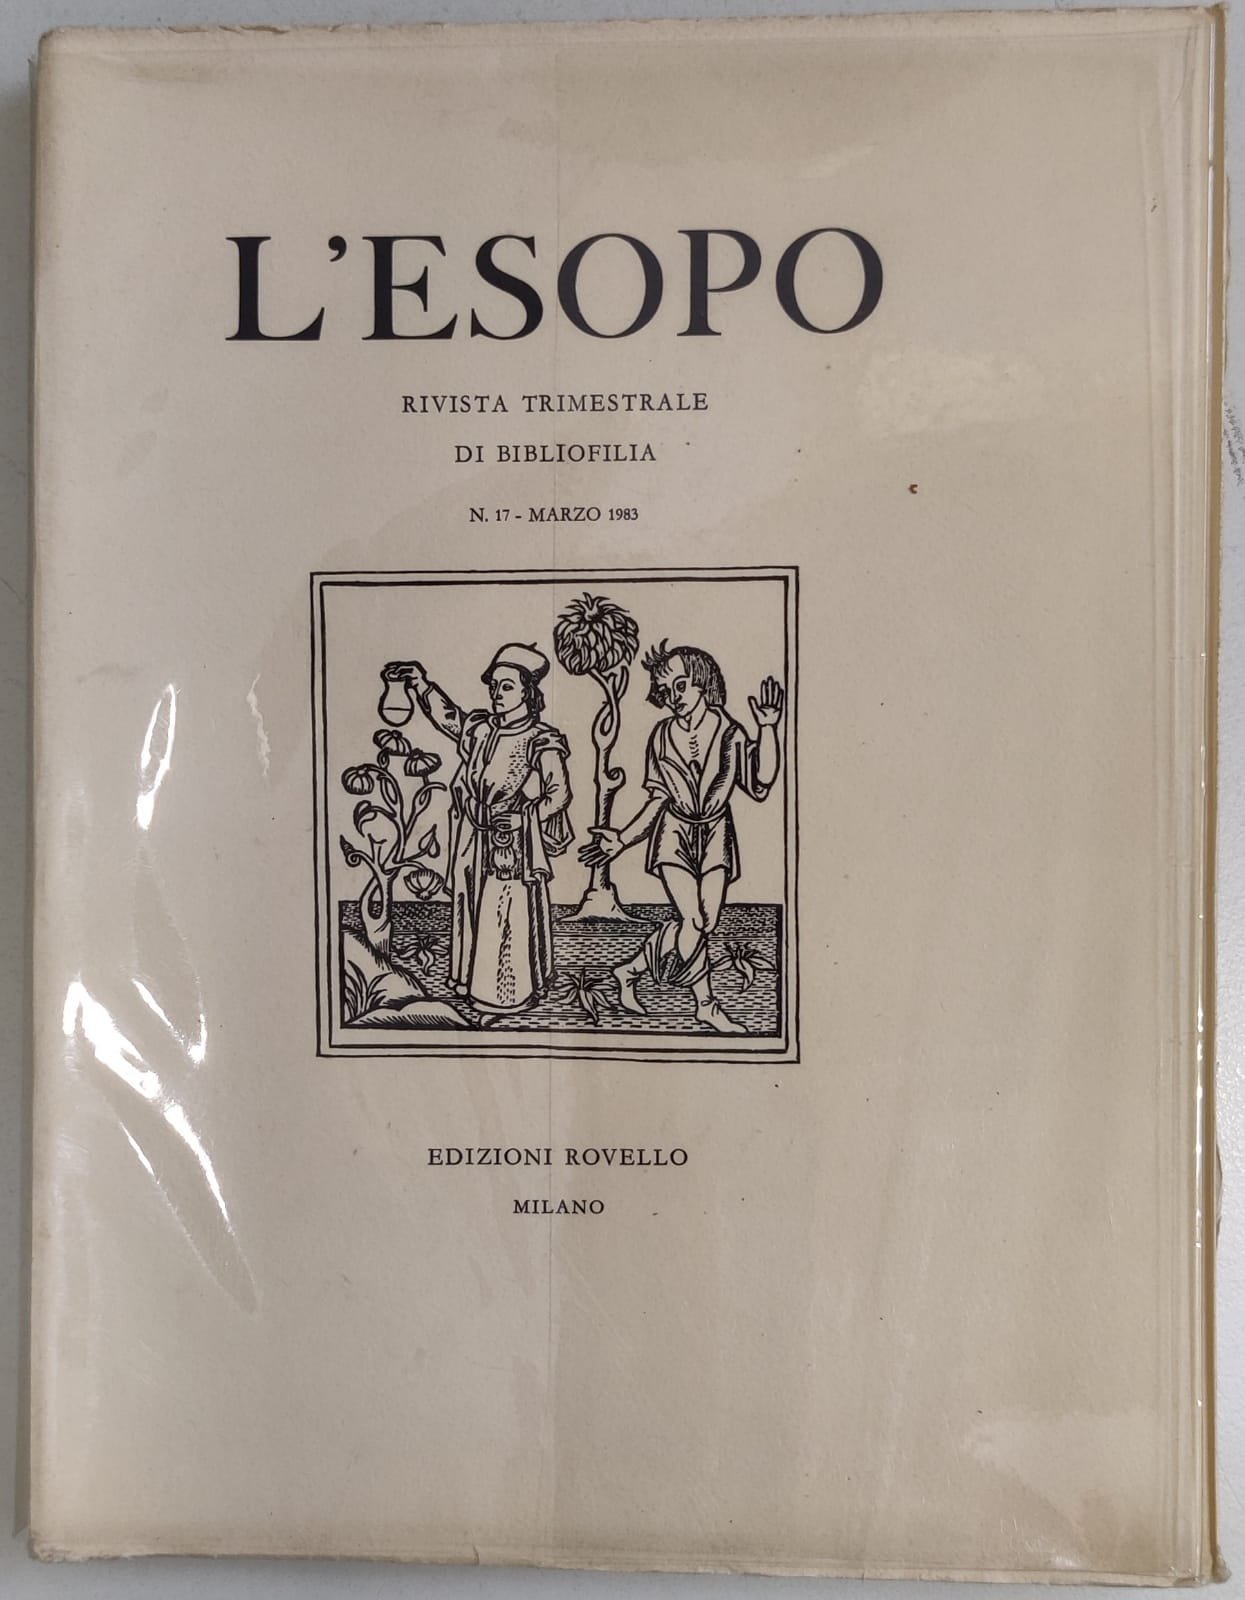 L'ESOPO
RIVISTA TRIMESTRALE
DI BIBLIOFILIA
N. 17 - MARZO 1983
EDIZIONI ROVELLO
MILANO